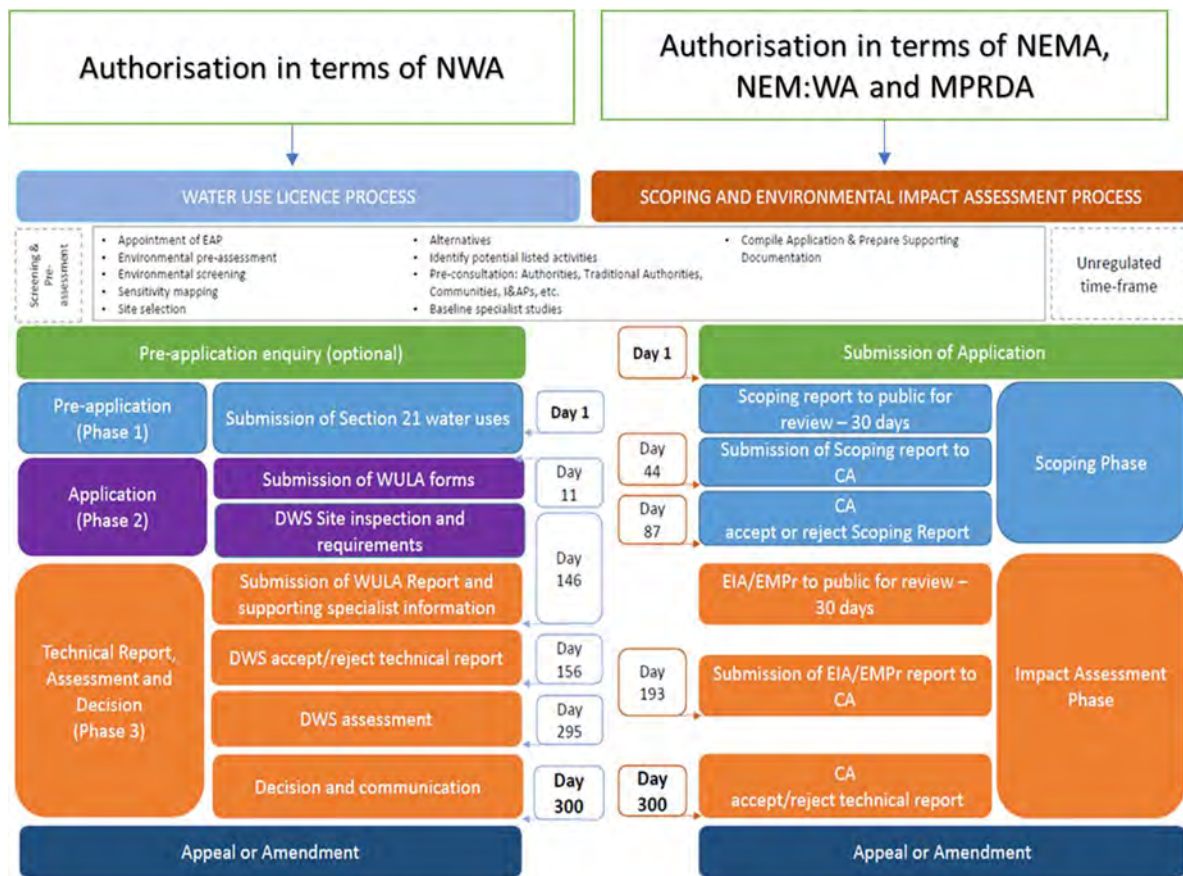 Authorisation in terms of NWA
Authorisation in terms of NEMA,
NEM:WA and MPRDA
WATER USE LICENCE PROCESS
SCOPING AND ENVIRONMENTAL IMPACT ASSESSMENT PROCESS
Screening &
Pre-
assessment
• Appointment of EAP
• Environmental pre-assessment
• Environmental screening
• Sensitivity mapping
• Site selection
• Alternatives
• Identify potential listed activities
• Pre-consultation: Authorities, Traditional Authorities,
Communities, I&APs, etc.
• Baseline specialist studies
• Compile Application & Prepare Supporting
Documentation
Unregulated
time-frame
Pre-application enquiry (optional)
Pre-application
(Phase 1)
Submission of Section 21 water uses
Day 1
Application
(Phase 2)
Submission of WULA forms
Day
11
DWS Site inspection and
requirements
Day
146
Technical Report,
Assessment and
Decision
(Phase 3)
Submission of WULA Report and
supporting specialist information
DWS accept/reject technical report
Day
156
DWS assessment
Day
295
Decision and communication
Day
300
Appeal or Amendment
Day 1
Submission of Application
Scoping report to public for
review – 30 days
Scoping Phase
Day
44
Submission of Scoping report to
CA
Day
87
CA
accept or reject Scoping Report
EIA/EMPr to public for review –
30 days
Impact Assessment
Phase
Day
193
Submission of EIA/EMPr report to
CA
Day
300
CA
accept/reject technical report
Appeal or Amendment